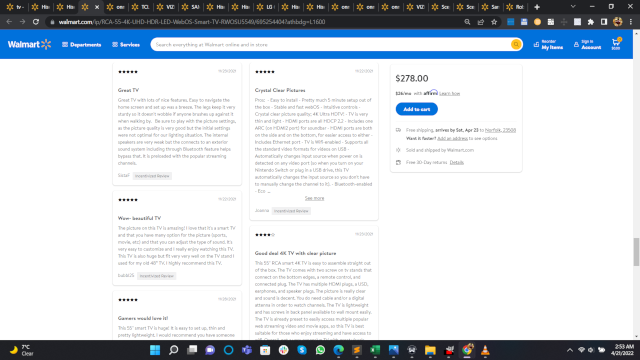 walmart.com/ip/RCA-55-4K-UHD-HDR-LED-WebOS-Smart-TV-RWOSU5549/695254404?athbdg=L1600
Walmart
Departments
Services
Search everything at Walmart online and in store
Reorder
My Items
Sign In
Account
Great TV
Great TV with lots of nice features. Easy to navigate the
home screen and set up was a breeze. The legs keep it very
sturdy so it doesn't wobble if anyone brushes up against it
when walking by. Be sure to play with the picture settings,
as the picture quality is very good but the initial settings
were not optimal for our lighting situation. The internal
speakers are very weak but the connects to an exterior
sound system including through Bluetooth feature helps
bypass that. It is preloaded with the popular streaming
channels.
Incentivized Review
Wow- beautiful TV
The picture on this TV is amazing! I love that it's a smart TV
and that you have many option for the picture (sports,
movie, etc) and that you can adjust the type of sound. It's
very easy to customize and I really enjoy watching this TV.
This TV is also huge but fit very very well on the TV stand I
used for my old 48" TV. I highly recommend this TV.
Incentivized Review
Gamers would love it!
This 55" smart TV is huge! It is easy to set up, thin and
pretty lightweight. I would recommend you have someone
Crystal Clear Pictures
Pros: - Easy to install - Pretty much 5 minute setup out of the
box - Stable and fast webOS - Intuitive controls -
Crystal clear picture quality: 4K Ultra HDTV! - TV is very
thin and light - HDMI ports are all HDCP 2.2 - Includes one
ARC (on HDMI2 port) for soundbar - HDMI ports are both
on the side and on the bottom, for easier access to either -
Includes Ethernet port - TV is WiFi-enabled - Supports all
the standard video formats for videos on USB -
Automatically changes input source when power on is
detected on any video port (so when you turn on your
Nintendo Switch or plug in a USB drive, this TV
automatically changes the input source so you don't have
to manually change the channel to it) - Bluetooth-enabled
- Eco ...
See more
Incentivized Review
Good deal 4K TV with clear picture
This 55" RCA smart 4K TV is easy to assemble straight out
of the box. The TV comes with two screw on tv stands that
connect on the bottom edges, a remote control, and
connected plug. The TV has multiple HDMI plugs, a USD,
earphones, and speaker plugs. The picture is really clear
and sound is decent. You do need cable and/or a digital
antenna in order to watch channels. The TV is lightweight
and has screws in back panel available to wall mount easily.
The TV is already preset to easily access multiple popular
web streaming video and movie apps, so this TV is best
suitable for those who enjoy streaming and have access to
$278.00
$26/mo with affirm Learn how
Add to cart
Free shipping, arrives by Sat, Apr 23 to Norfolk, 23508
Want it faster? Add an address to see options
Sold and shipped by Walmart.com
Free 30-Day returns Details
7°C
Clear
2:53 AM
4/21/2022